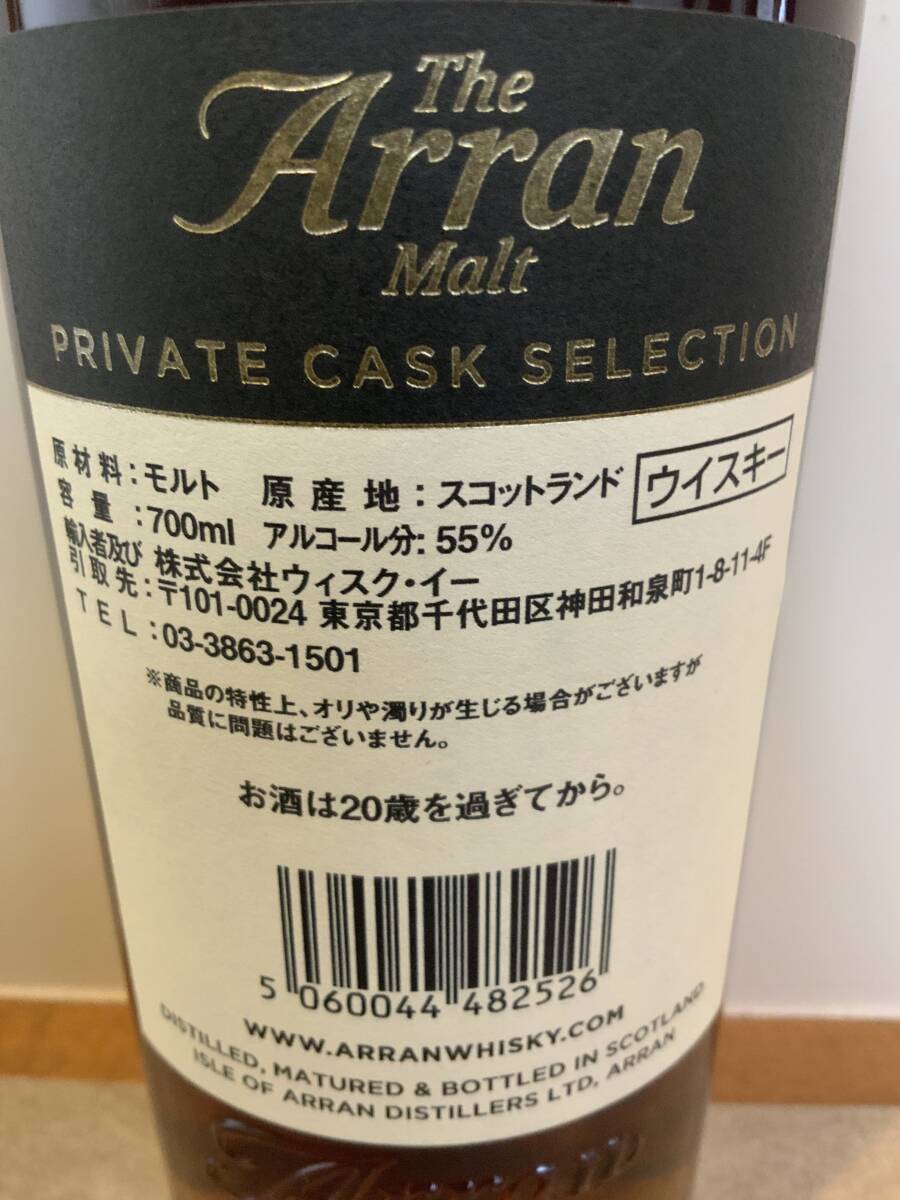 The
Arran
Malt
PRIVATE CASK SELECTION
原材料:モルト 原産地:スコットランド ウイスキー
容量:700ml アルコール分:55%
輸入者及び 株式会社ウィスク・イー
引取先:〒101-0024 東京都千代田区神田和泉町1-8-11-4F
TEL:03-3863-1501
※商品の特性上、オリや濁りが生じる場合がございますが
品質に問題はございません。
お酒は20歳を過ぎてから。
5 060044 482526
WWW.ARRANWHISKY.COM
DISTILLED, MATURED & BOTTLED IN SCOTLAND
ISLE OF ARRAN DISTILLERS LTD, ARRAN